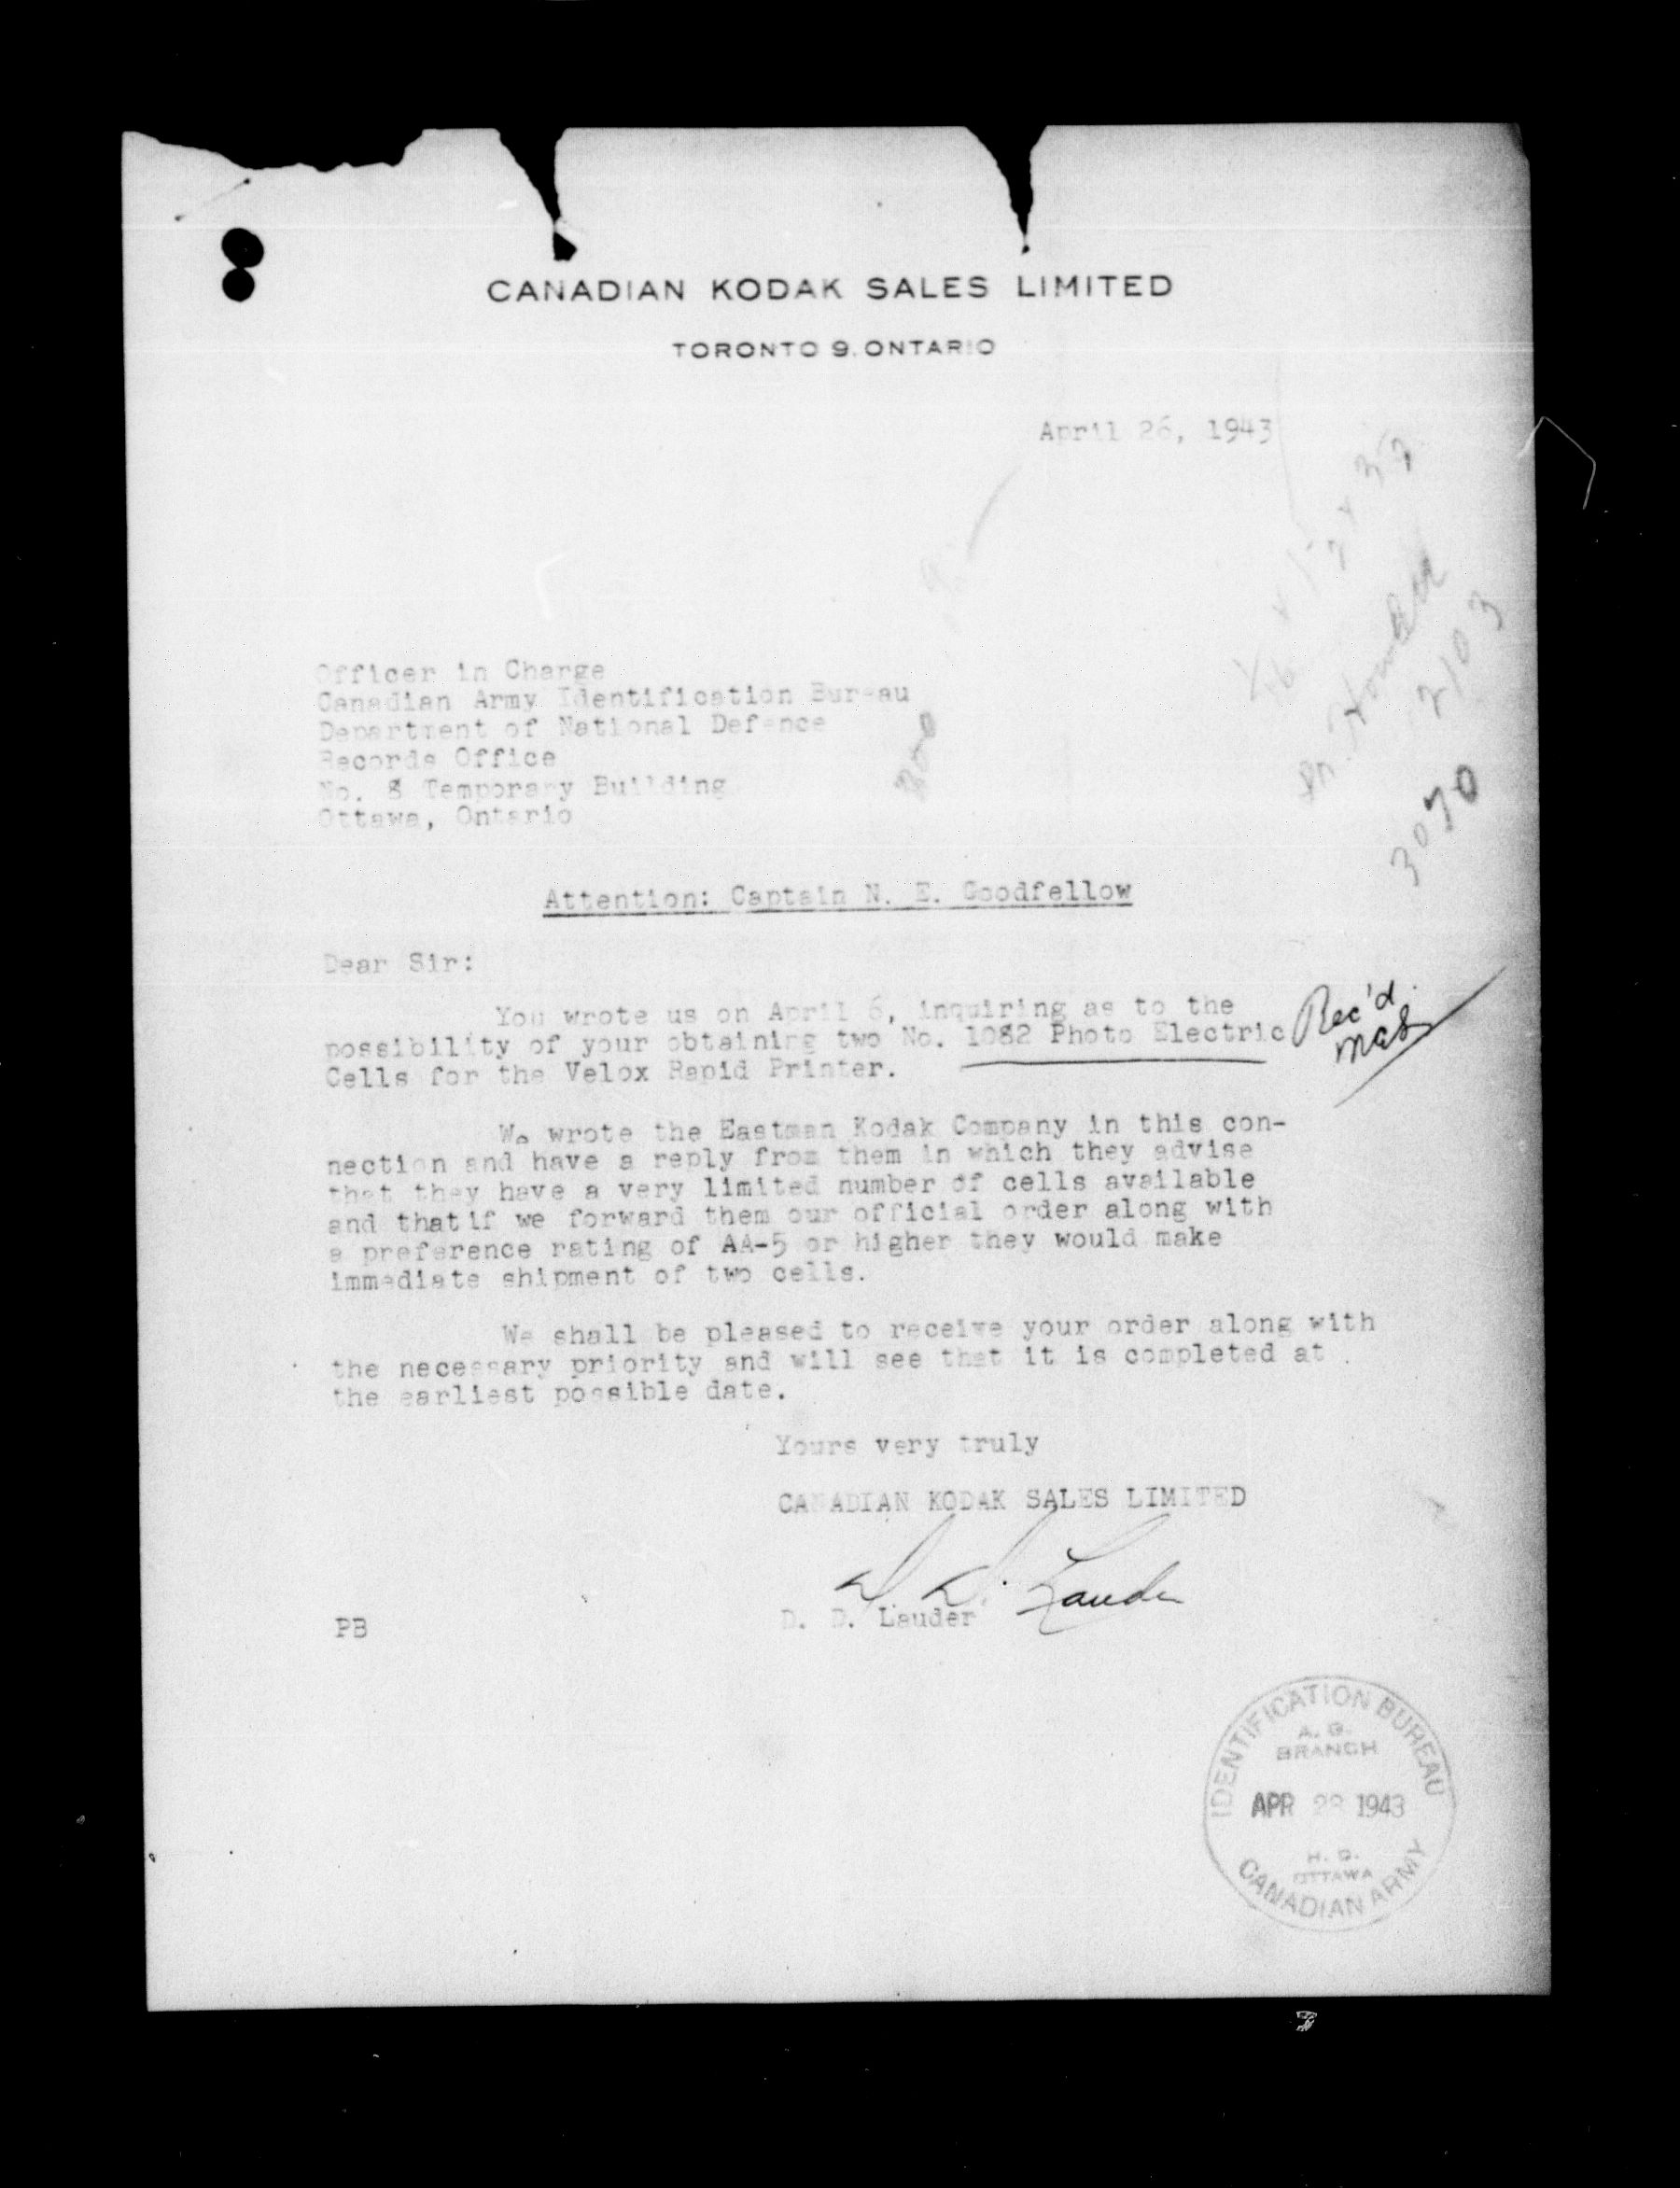 CANADIAN KODAK SALES LIMITED
TORONTO 9. ONTARIO
April 26, 1943
Officer in Charge
Canadian Army Identification Bureau
Department of National Defence
Records Office
No. 8 Temporary Building
Ottawa, Ontario
800
2103
3070
Attention: Captain N. E. Goodfellow
Dear Sir:
You wrote us on April 6, inquiring as to the
possibility of your obtaining two No. 1082 Photo Electric
Cells for the Velox Rapid Printer.
Rec'd
We wrote the Eastman Kodak Company in this con-
nection and have a reply from them in which they advise
that they have a very limited number of cells available
and that if we forward them our official order along with
a preference rating of AA-5 or higher they would make
immediate shipment of two cells.
We shall be pleased to receive your order along with
the necessary priority and will see that it is completed at
the earliest possible date.
Yours very truly
CANADIAN KODAK SALES LIMITED
D. D. Lauder
D. D. Lauder
PB
IDENTIFICATION BUREAU
A. G.
BRANCH
APR 1943
H. Q.
OTTAWA
CANADIAN ARMY